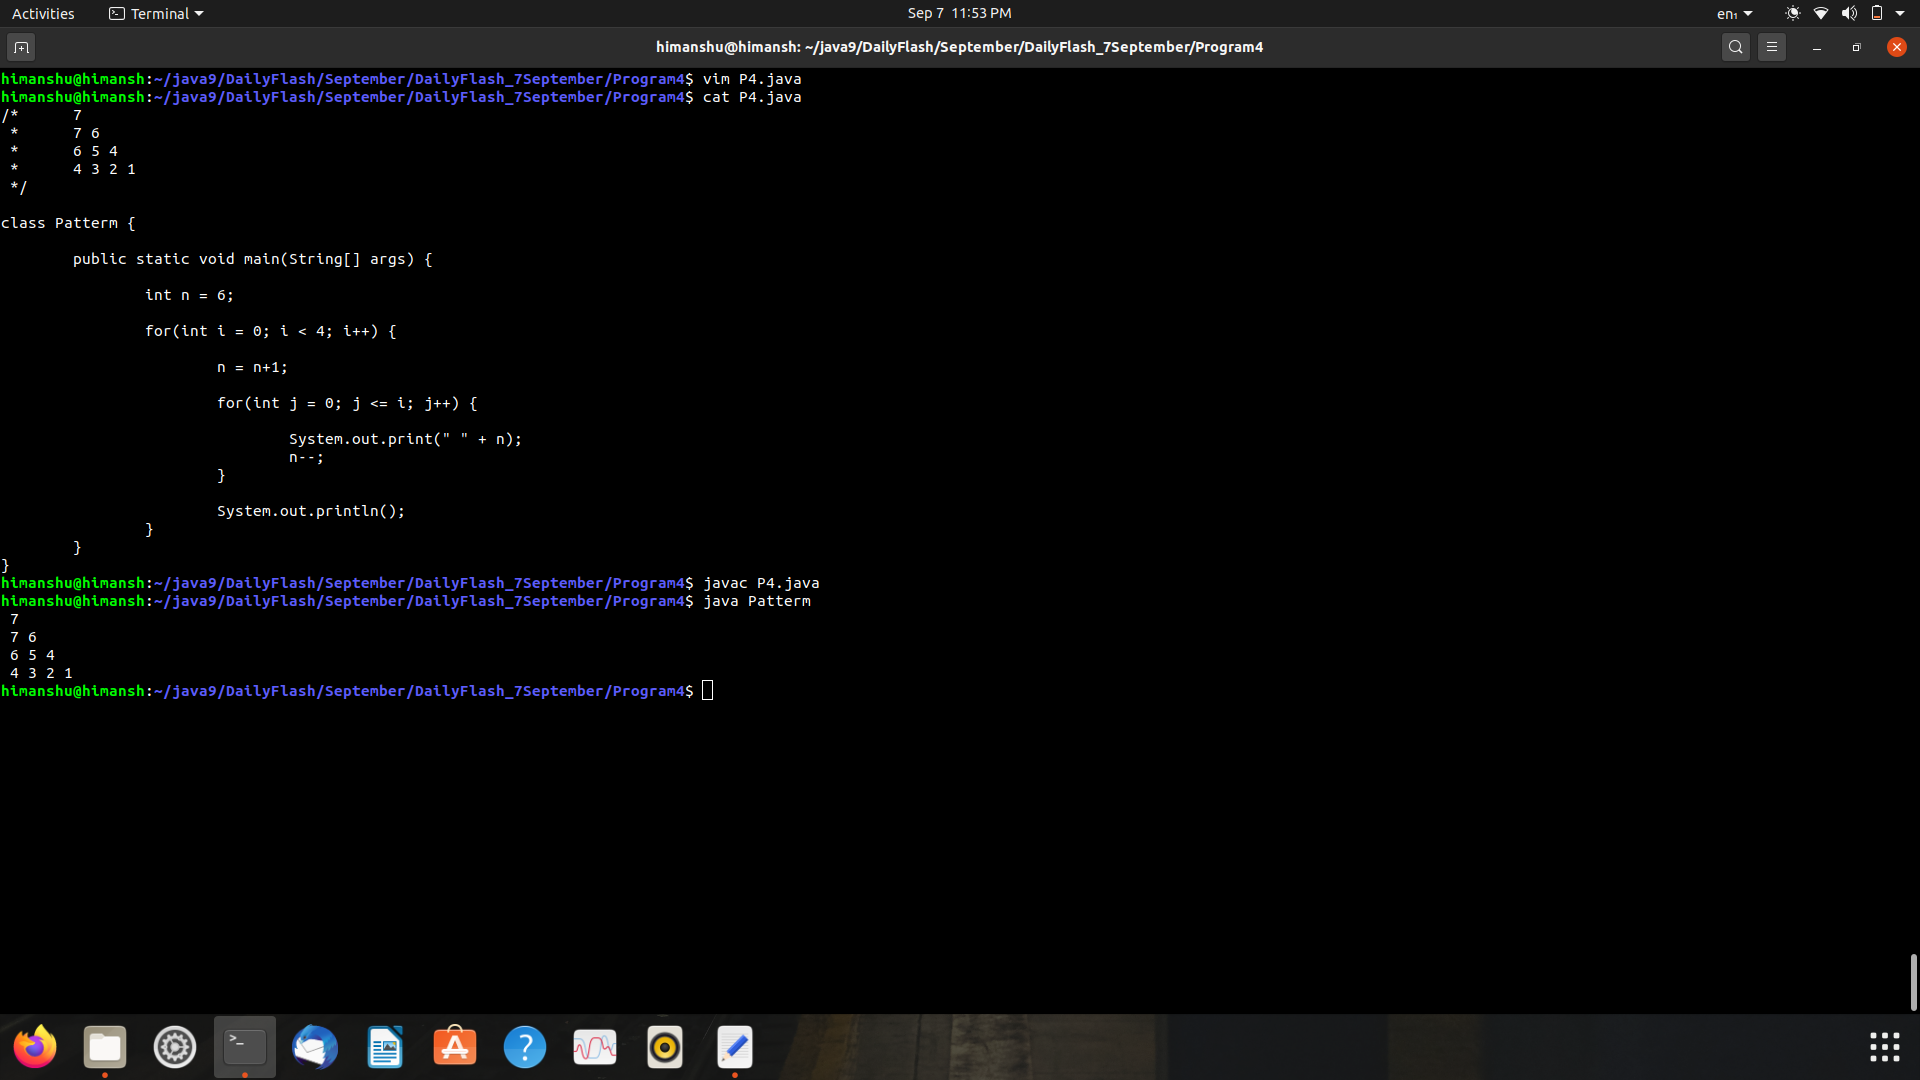 Activities Terminal Sep 7 11:53 PM en₁
himanshu@himansh: ~/java9/DailyFlash/September/DailyFlash_7September/Program4
himanshu@himansh:~/java9/DailyFlash/September/DailyFlash_7September/Program4$ vim P4.java
himanshu@himansh:~/java9/DailyFlash/September/DailyFlash_7September/Program4$ cat P4.java
/*      7
 *      7 6
 *      6 5 4
 *      4 3 2 1
 */
class Patterm {
        public static void main(String[] args) {
                int n = 6;
                for(int i = 0; i < 4; i++) {
                        n = n+1;
                        for(int j = 0; j <= i; j++) {
                                System.out.print(" " + n);
                                n--;
                        }
                        System.out.println();
                }
        }
}
himanshu@himansh:~/java9/DailyFlash/September/DailyFlash_7September/Program4$ javac P4.java
himanshu@himansh:~/java9/DailyFlash/September/DailyFlash_7September/Program4$ java Patterm
 7
 7 6
 6 5 4
 4 3 2 1
himanshu@himansh:~/java9/DailyFlash/September/DailyFlash_7September/Program4$